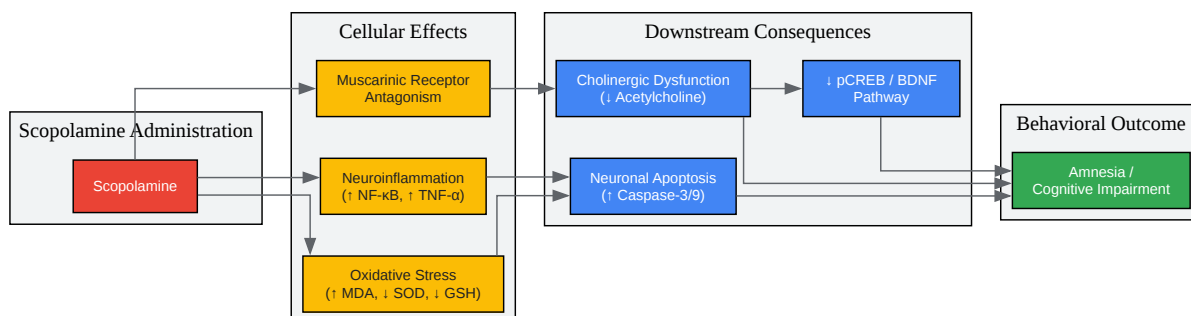 Scopolamine Administration
Scopolamine
Cellular Effects
Muscarinic Receptor
Antagonism
Neuroinflammation
(↑ NF-κB, ↑ TNF-α)
Oxidative Stress
(↑ MDA, ↓ SOD, ↓ GSH)
Downstream Consequences
Cholinergic Dysfunction
(↓ Acetylcholine)
↓ pCREB / BDNF
Pathway
Neuronal Apoptosis
(↑ Caspase-3/9)
Behavioral Outcome
Amnesia /
Cognitive Impairment